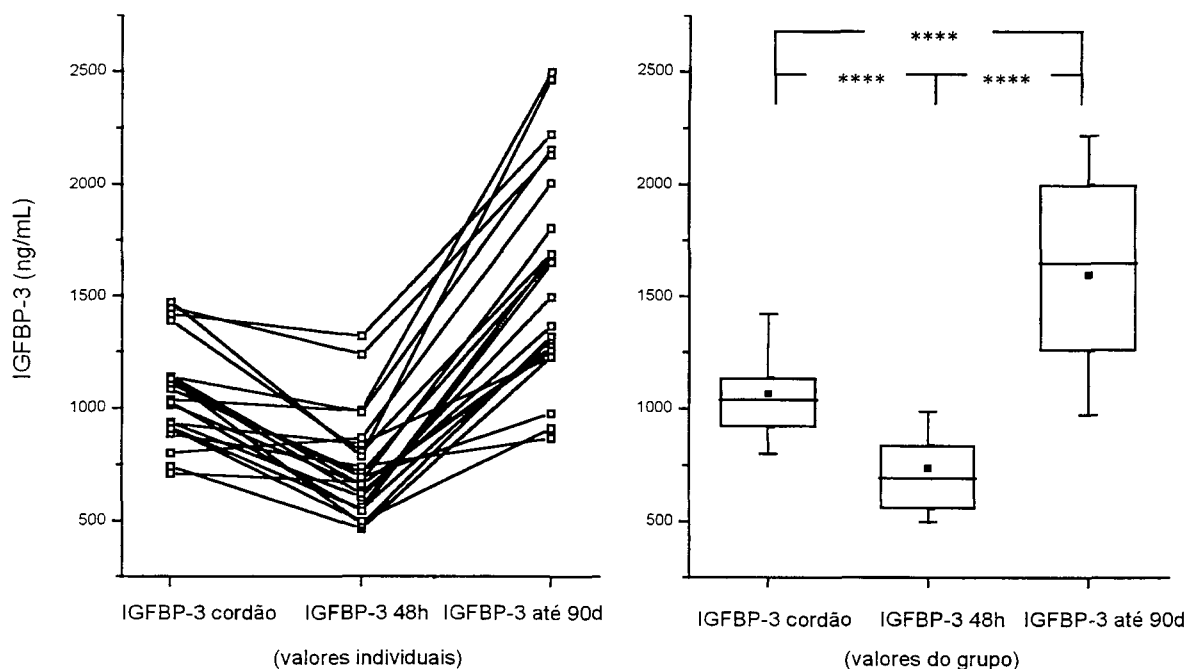 IGFBP-3 (ng/mL)
2500
2000
1500
1000
500
IGFBP-3 cordão IGFBP-3 48h IGFBP-3 até 90d
(valores individuais)
****
**** ****
2500
2000
1500
1000
500
IGFBP-3 cordão IGFBP-3 48h IGFBP-3 até 90d
(valores do grupo)